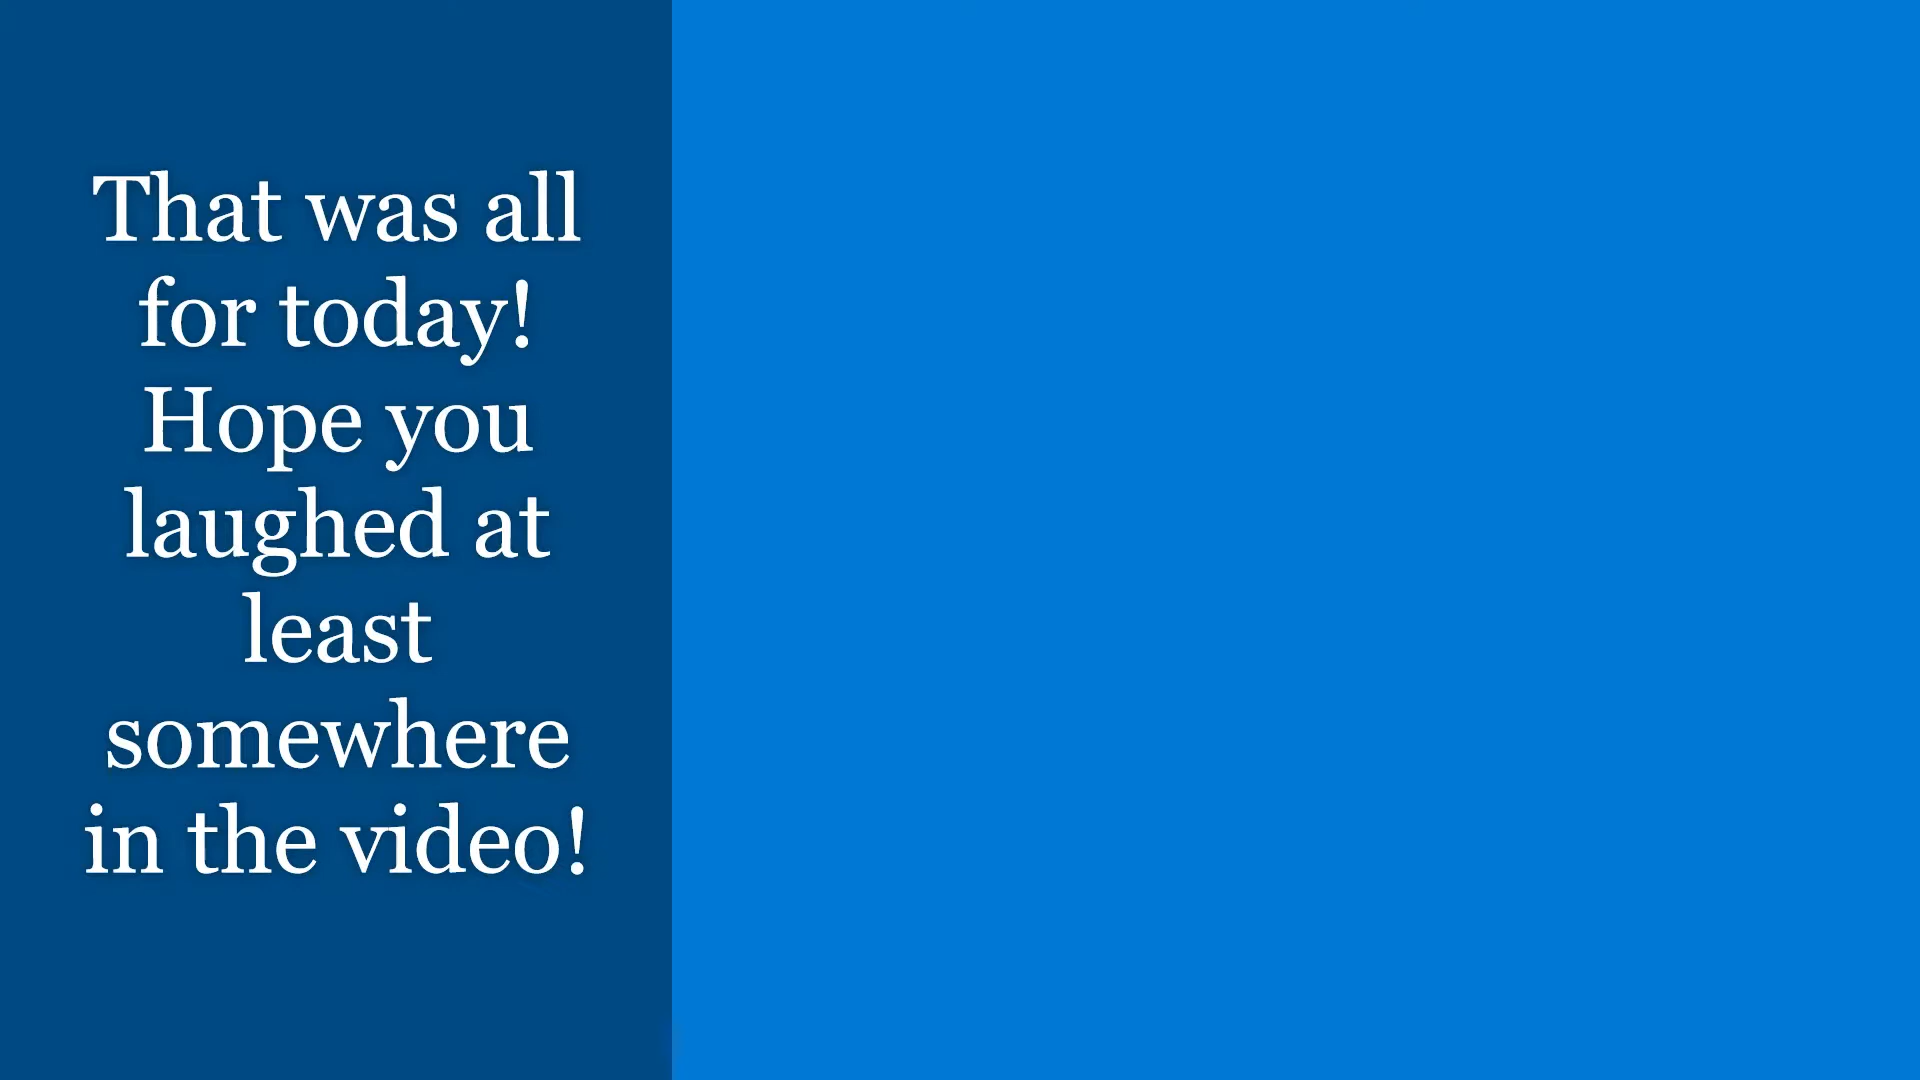 That was all
for today!
Hope you
laughed at
least
somewhere
in the video!